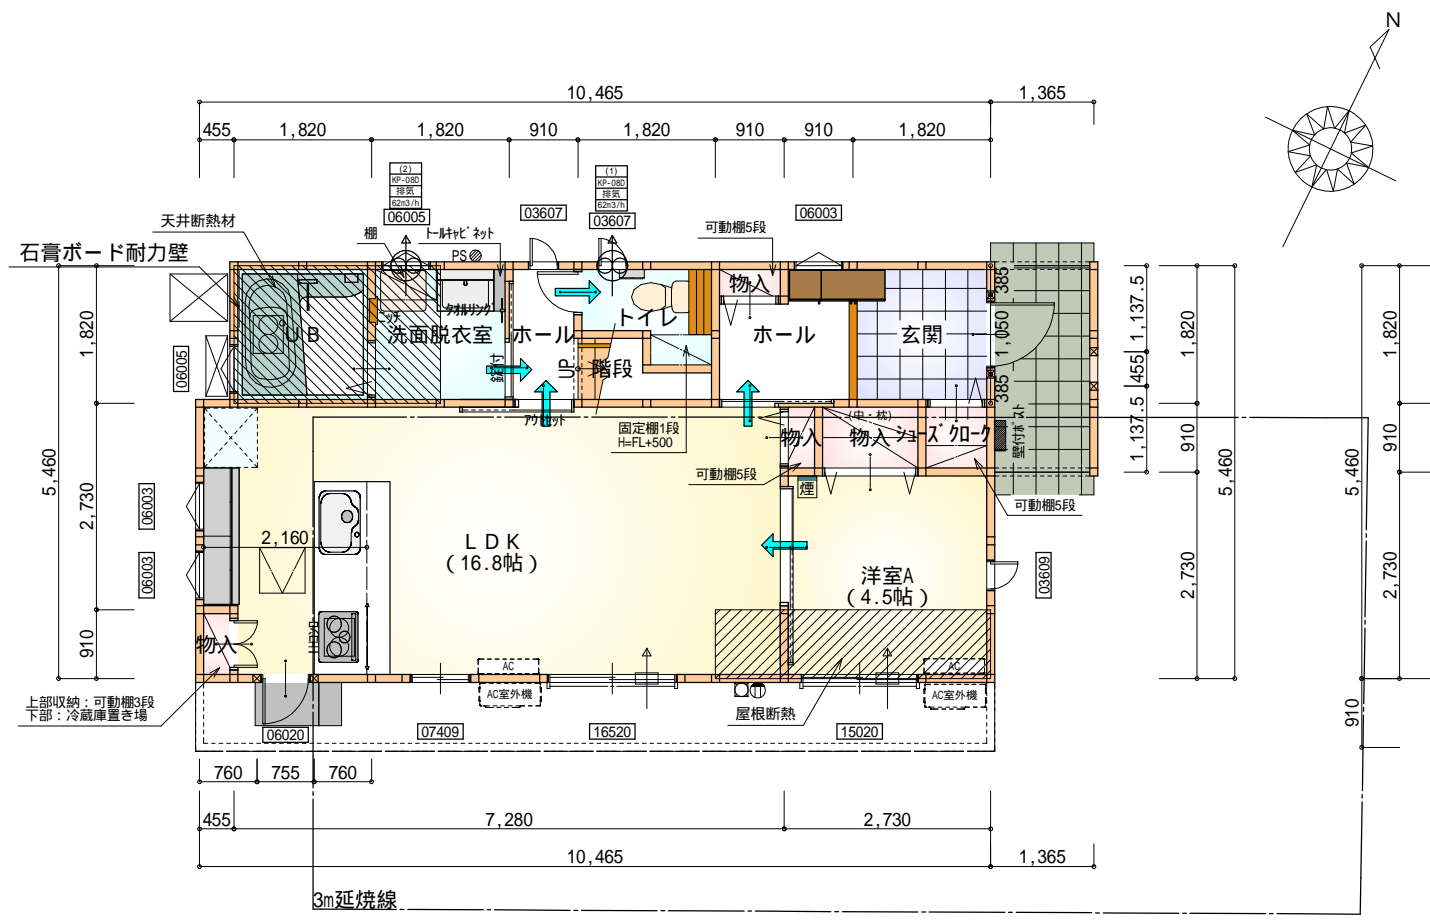 N
10,465
1,365
455
1,820
1,820
910
1,820
910
910
1,820
(2)
KP-08D
排気
62m3/h
06005
(1)
KP-08D
排気
62m3/h
03607
03607
06003
天井断熱材
棚
トールキャビネット
PS
可動棚5段
石膏ボード耐力壁
物入
タオルリング
ニッチ
UB
洗面脱衣室
ホール
トイレ
ホール
玄関
385
1,050
385
1,137.5
455
1,137.5
1,820
910
2,730
5,460
5,460
1,820
910
2,730
910
1,820
5,460
2,730
910
06005
鏡付
UP
階段
アウトセット
固定棚1段
H=FL+500
物入
(中・枕)
物入
シューズクローク
壁付ポスト
可動棚5段
煙
可動棚5段
06003
06003
2,160
LDK
(16.8帖)
洋室A
(4.5帖)
03609
物入
AC
AC室外機
AC
AC室外機
上部収納:可動棚3段
下部:冷蔵庫置き場
屋根断熱
06020
07409
16520
15020
760
755
760
455
7,280
2,730
10,465
1,365
3m延焼線